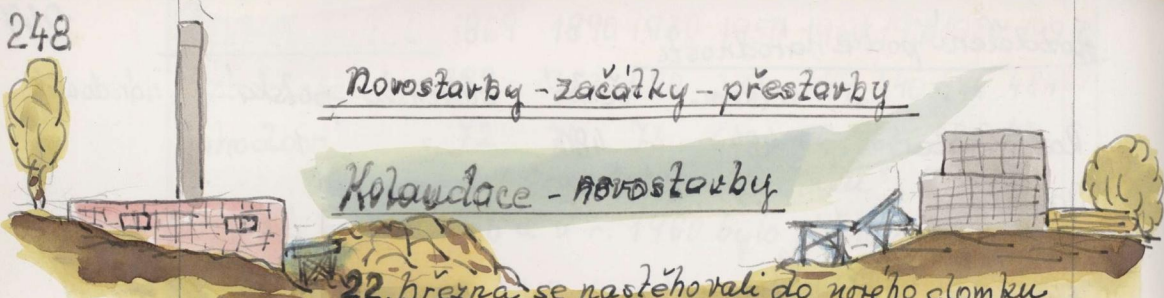 248
Novostavby - začátky - přestavby
Kolaudace - novostavby
22. března se nastěhovali do nového domku